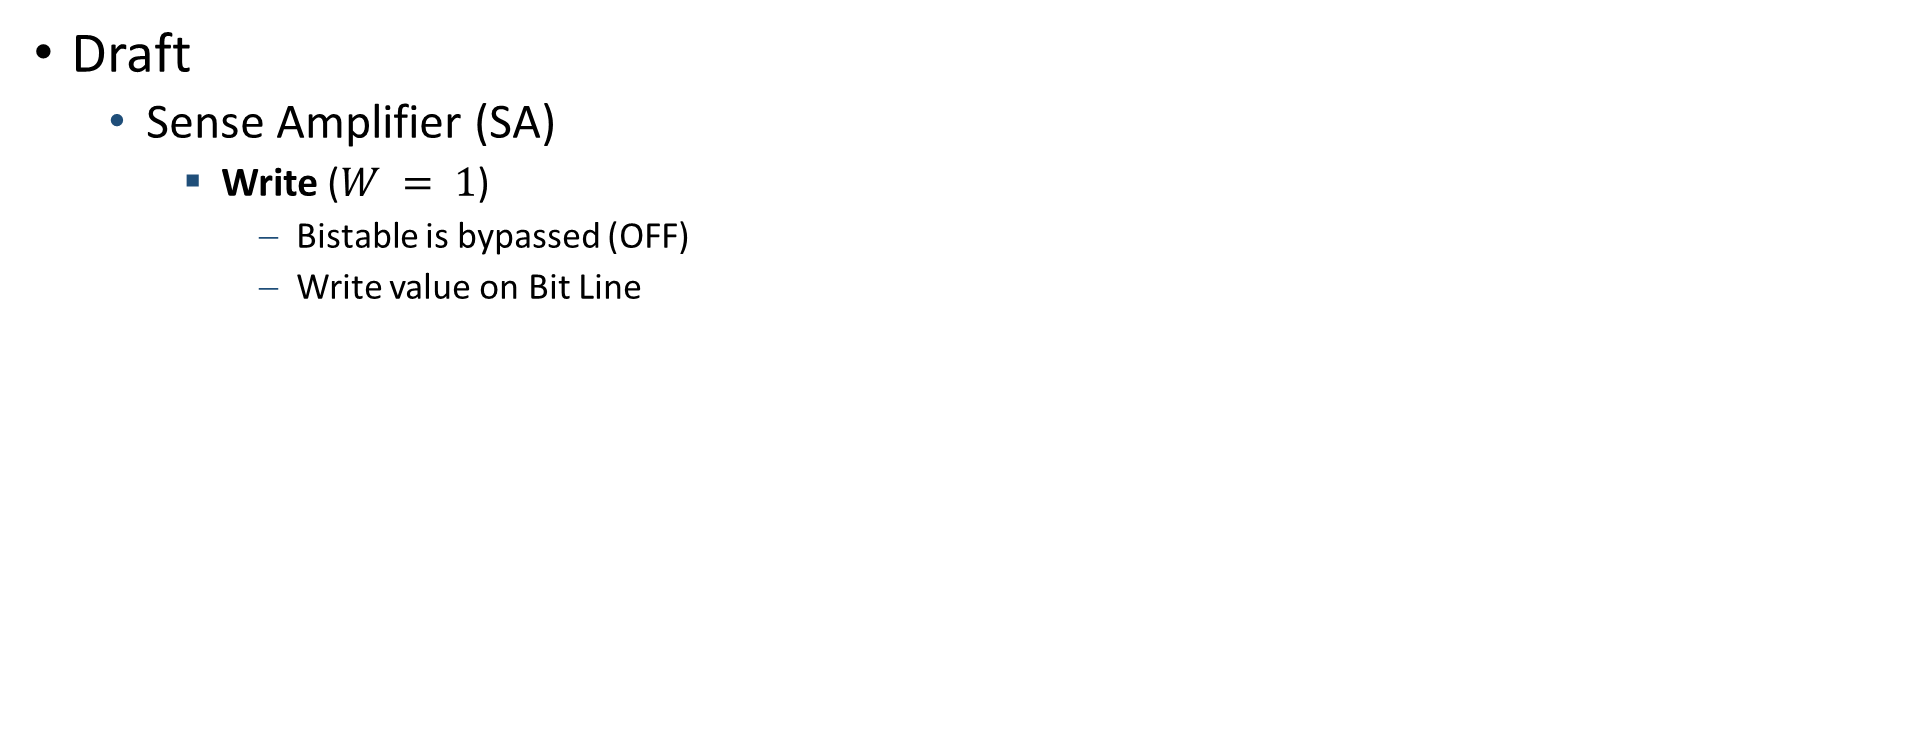 • Draft
• Sense Amplifier (SA)
▪ Write (W = 1)
– Bistable is bypassed (OFF)
– Write value on Bit Line